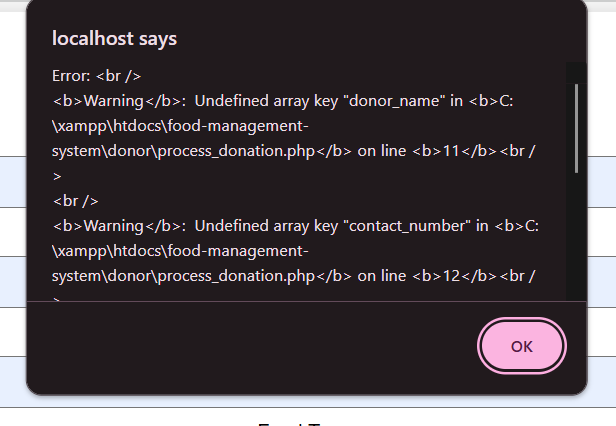 localhost says
Error: <br />
<b>Warning</b>:  Undefined array key "donor_name" in <b>C:
\xampp\htdocs\food-management-
system\donor\process_donation.php</b> on line <b>11</b><br /
>
<br />
<b>Warning</b>:  Undefined array key "contact_number" in <b>C:
\xampp\htdocs\food-management-
system\donor\process_donation.php</b> on line <b>12</b><br /
OK